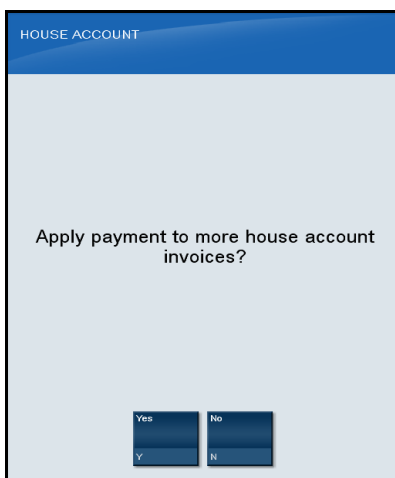 HOUSE ACCOUNT
Apply payment to more house account
invoices?
Yes No
Y N